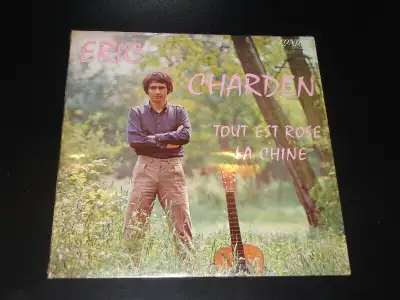 ERIC
CHARDEN
TOUT EST ROSE
LA CHINE